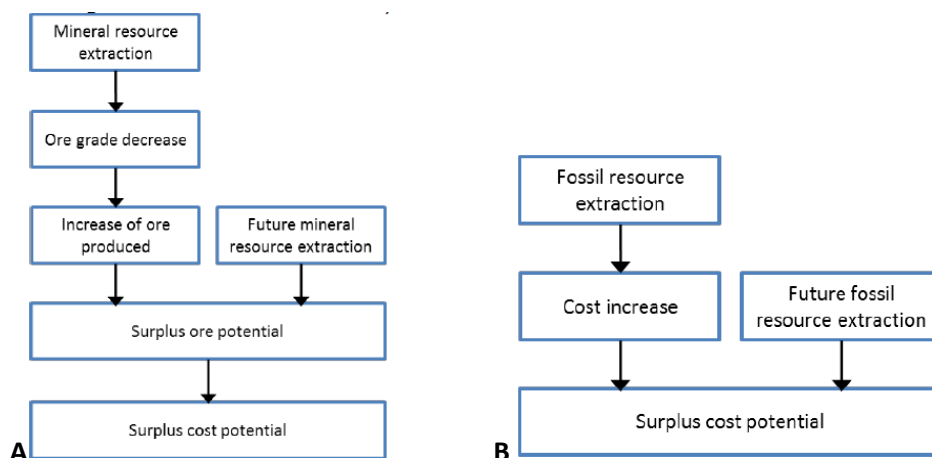 Mineral resource
extraction
Ore grade decrease
Increase of ore
produced
Future mineral
resource extraction
Surplus ore potential
Surplus cost potential
A
Fossil resource
extraction
Cost increase
Future fossil
resource extraction
Surplus cost potential
B